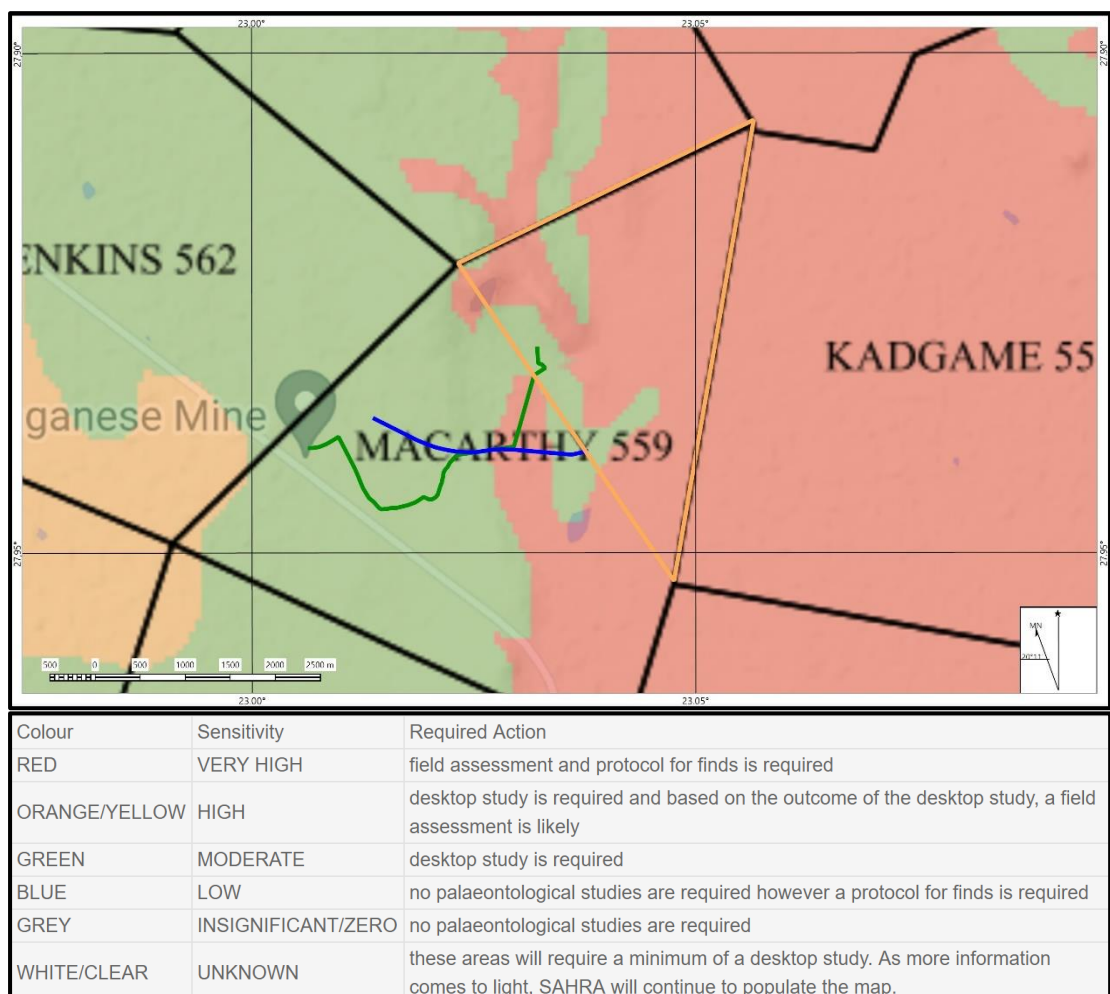 23.00° 23.05°
27.90° 27.90°
ENKINS 562
KADGAME 55
ganese Mine
MACARTHY 559
27.95° 27.95°
MN
20°11
500 0 500 1000 1500 2000 2500 m
23.00° 23.05°
Colour Sensitivity Required Action
RED VERY HIGH field assessment and protocol for finds is required
ORANGE/YELLOW HIGH desktop study is required and based on the outcome of the desktop study, a field
assessment is likely
GREEN MODERATE desktop study is required
BLUE LOW no palaeontological studies are required however a protocol for finds is required
GREY INSIGNIFICANT/ZERO no palaeontological studies are required
WHITE/CLEAR UNKNOWN these areas will require a minimum of a desktop study. As more information
comes to light, SAHRA will continue to populate the map.